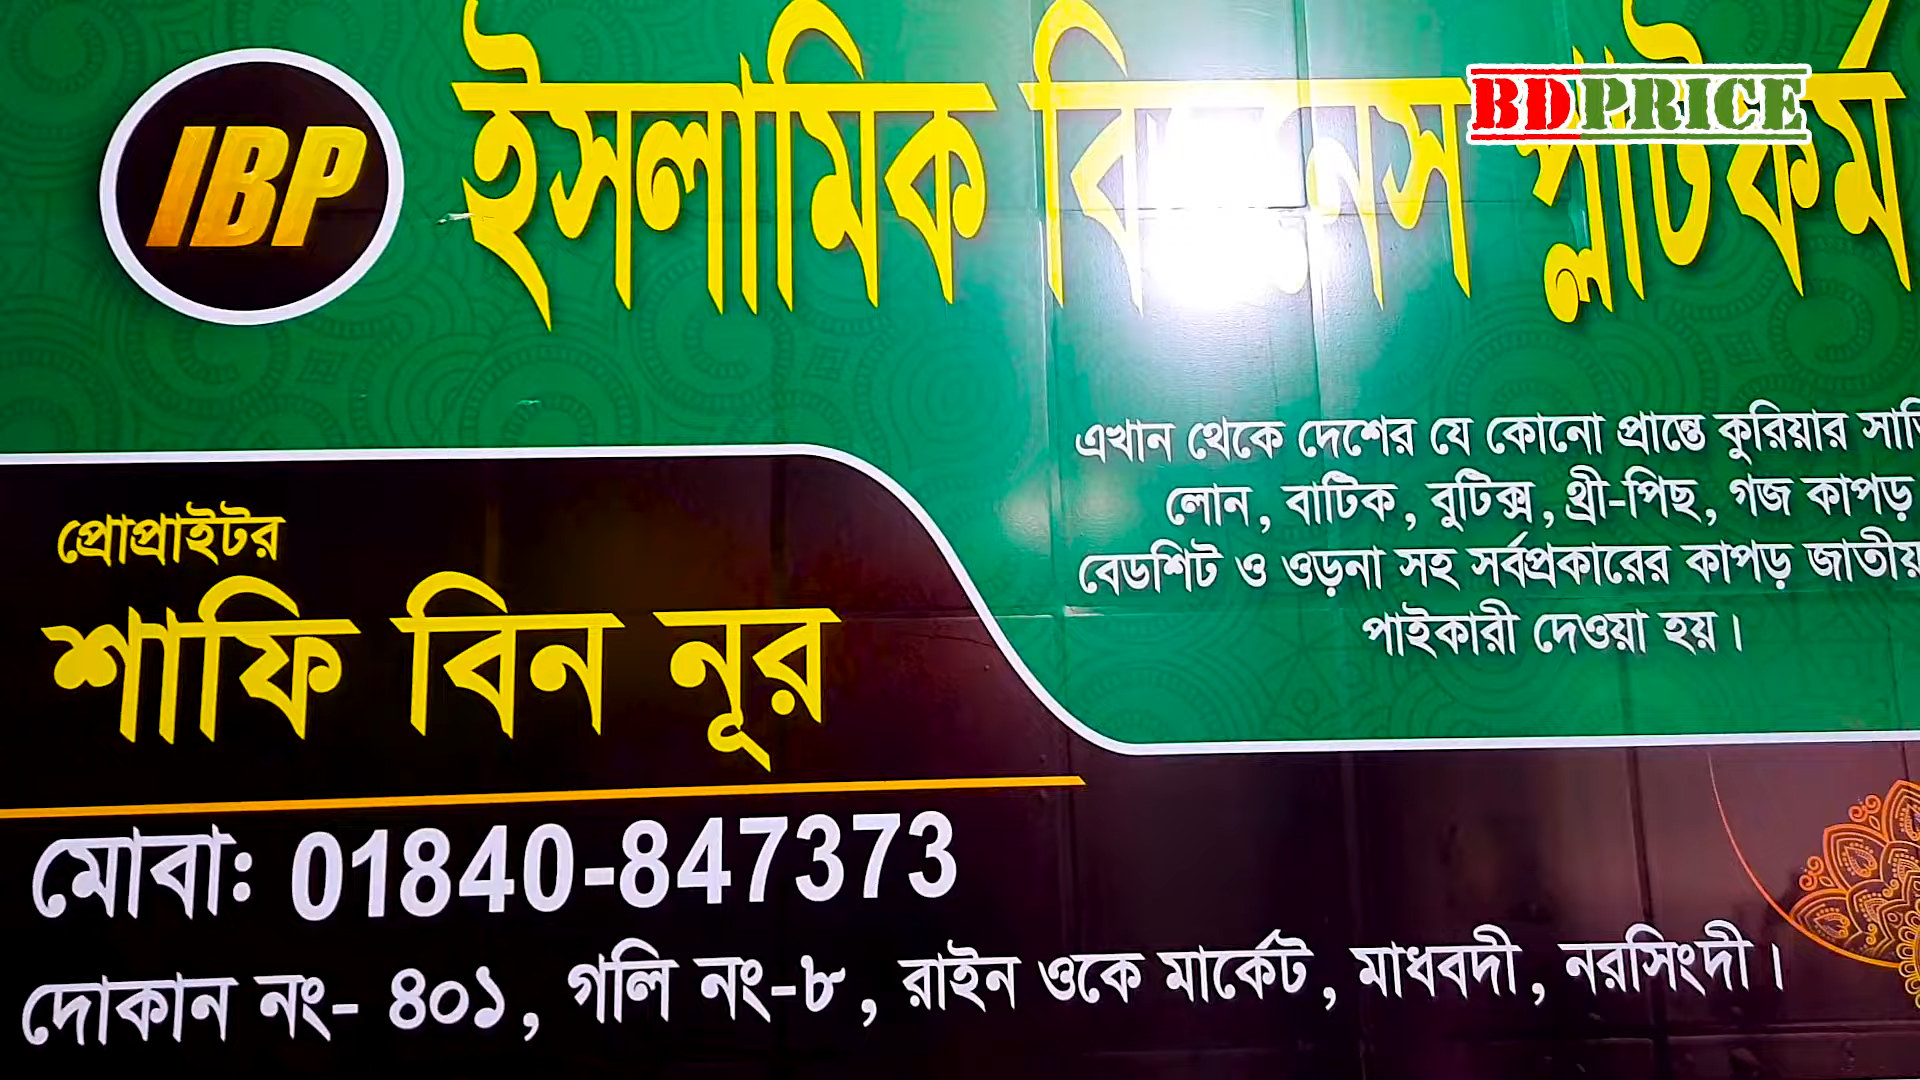 IBP
ইসলামিক প্লাটফর্ম
BDPRICE
এখান থেকে দেশের যে কোনো প্রান্তে কুরিয়ার
লোন, বাটিক, বুটিক্স, থ্রী-পিছ, গজ কাপড়
বেডশিট ও ওড়না সহ সর্বপ্রকারের কাপড় জাতীয়
পাইকারী দেওয়া হয়।
প্রোপ্রাইটর
শাফি বিন নূর
মোবা: 01840-847373
দোকান নং- ৪০১, গলি নং-৮, রাইন ওকে মার্কেট, মাধবদী, নরসিংদী।